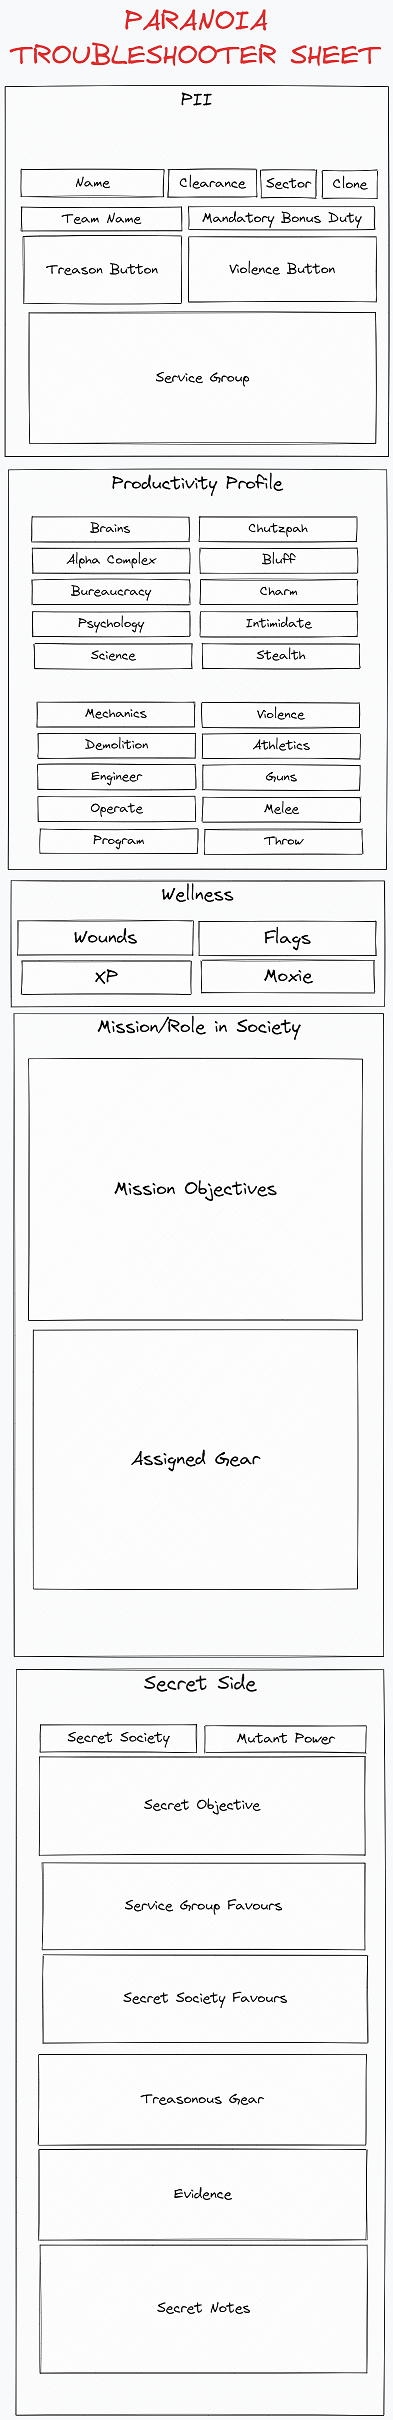 PARANOIA
TROUBLESHOOTER SHEET
PII
Name Clearance Sector Clone
Team Name Mandatory Bonus Duty
Treason Button Violence Button
Service Group
Productivity Profile
Brains Chutzpah
Alpha Complex Bluff
Bureaucracy Charm
Psychology Intimidate
Science Stealth
Mechanics Violence
Demolition Athletics
Engineer Guns
Operate Melee
Program Throw
Wellness
Wounds Flags
XP Moxie
Mission/Role in Society
Mission Objectives
Assigned Gear
Secret Side
Secret Society Mutant Power
Secret Objective
Service Group Favours
Secret Society Favours
Treasonous Gear
Evidence
Secret Notes